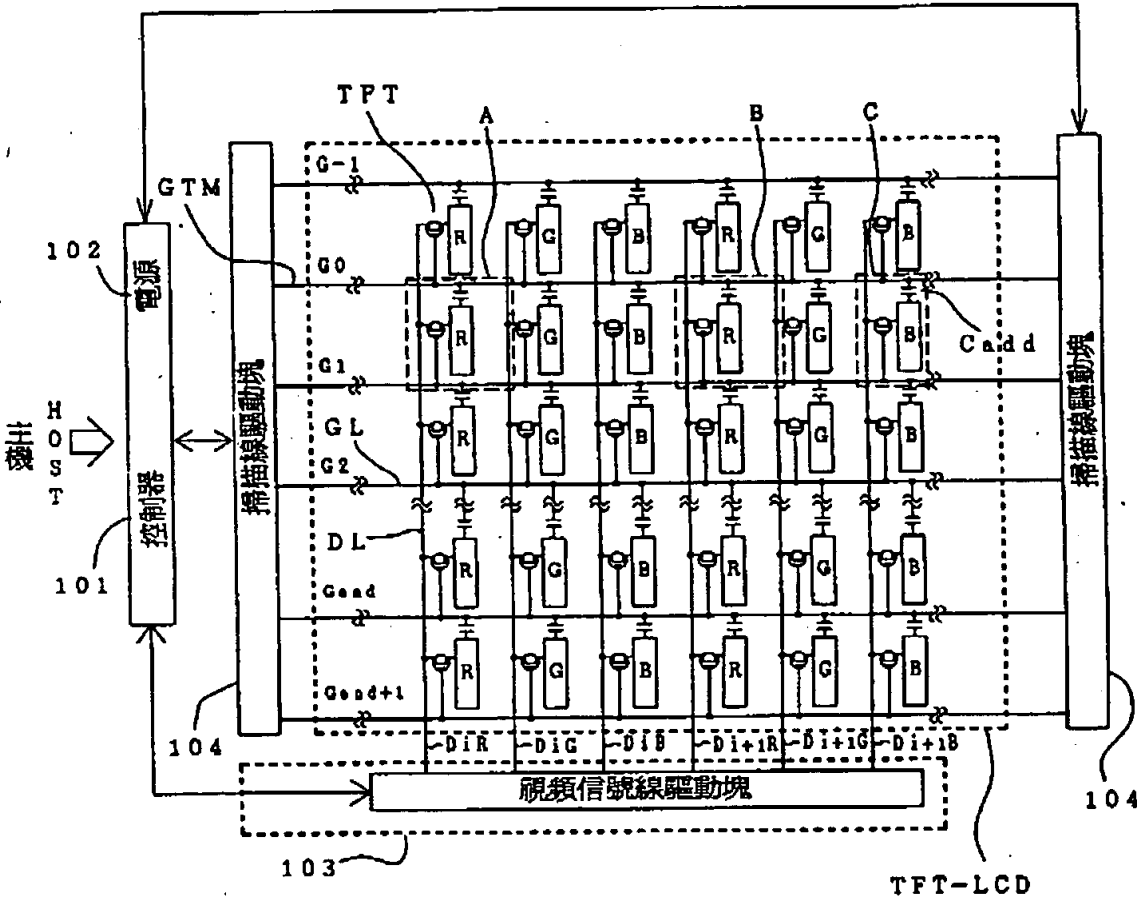 TFT
A
B
C
G-1
GTM
102
電源
G0
R G B R G B
Cadd
R G B R G B
G1
主機
HOST
掃描線驅動塊
掃描線驅動塊
GL
R G B R G B
G2
控制器
DL
101
R G B R G B
Gend
R G B R G B
Gend+1
104
DiR DiG DiB Di+1R Di+1G Di+1B
視頻信號線驅動塊
104
103
TFT-LCD